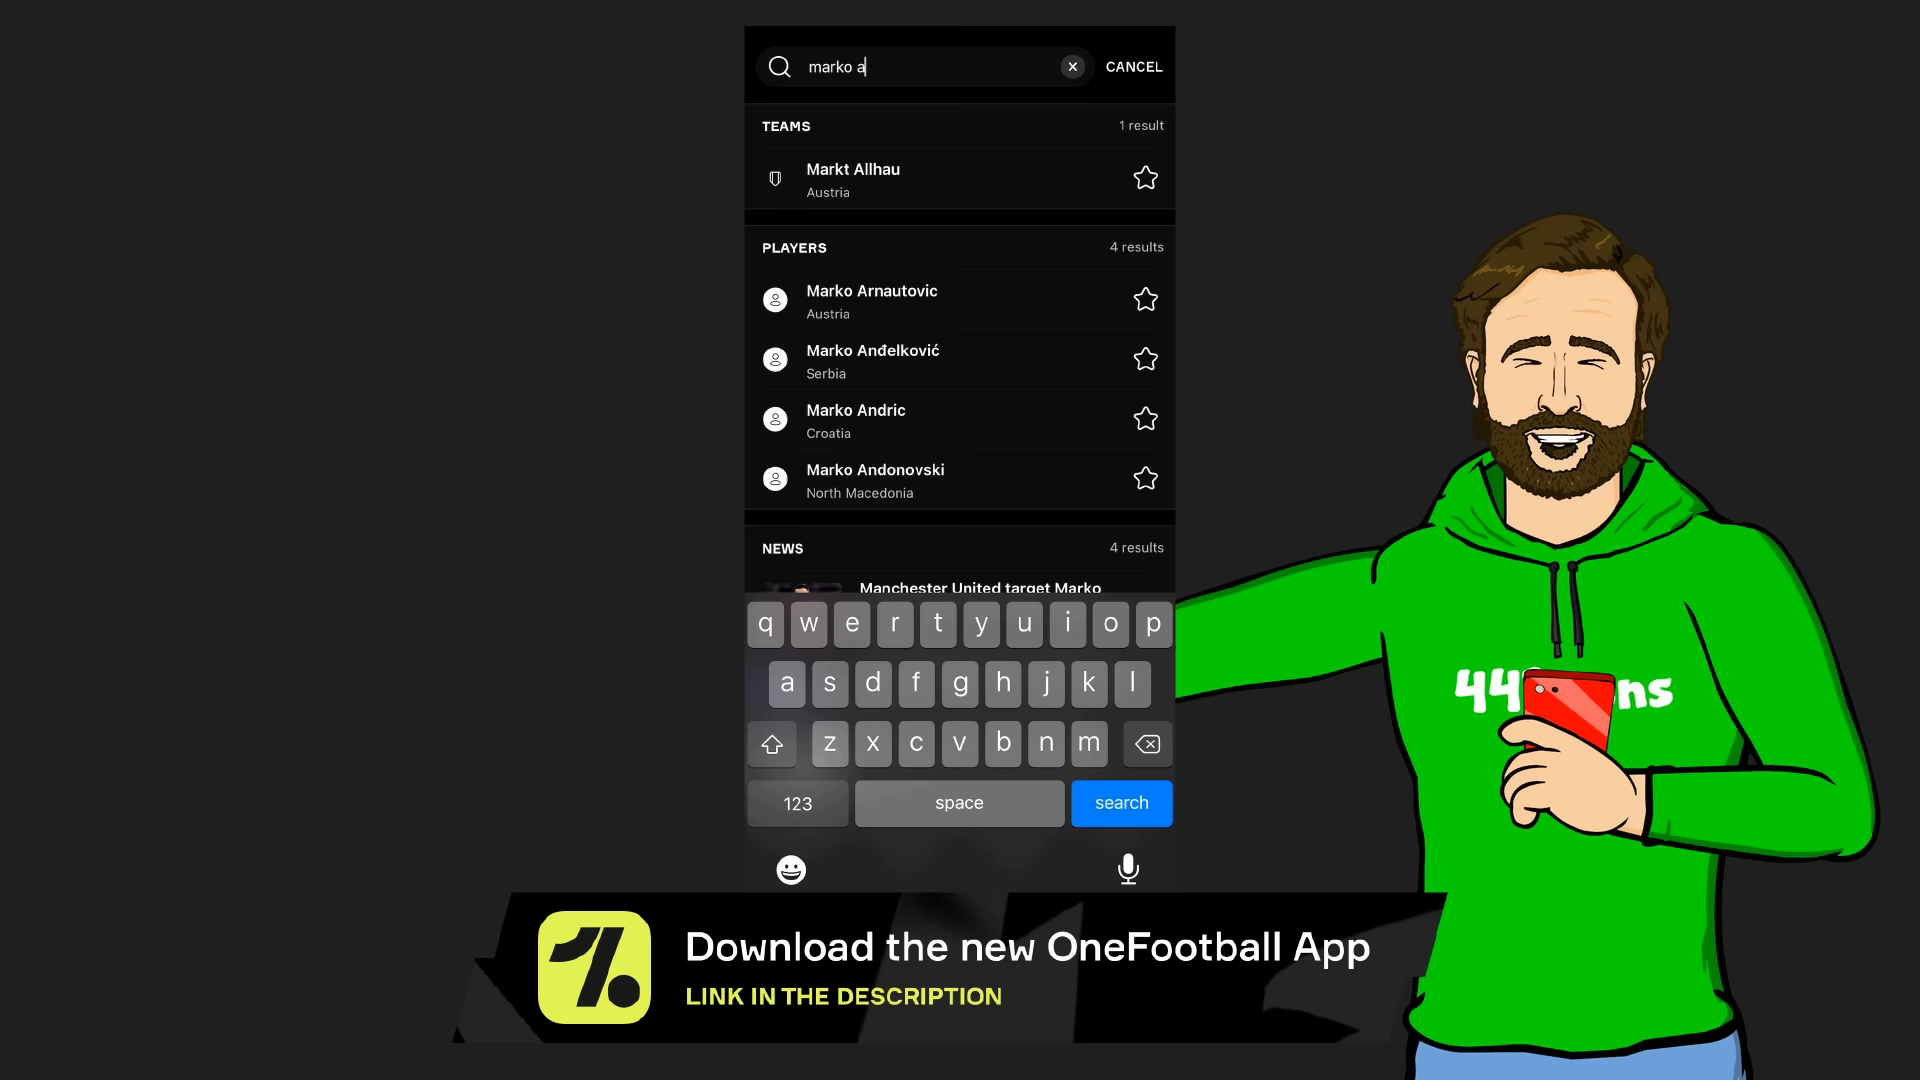 marko a
CANCEL
TEAMS
1 result
Markt Allhau
Austria
PLAYERS
4 results
Marko Arnautovic
Austria
Marko Anđelković
Serbia
Marko Andric
Croatia
Marko Andonovski
North Macedonia
NEWS
4 results
Manchester United target Marko
q w e r t y u i o p
a s d f g h j k l
z x c v b n m
123
space
search
44
ns
Download the new OneFootball App
LINK IN THE DESCRIPTION